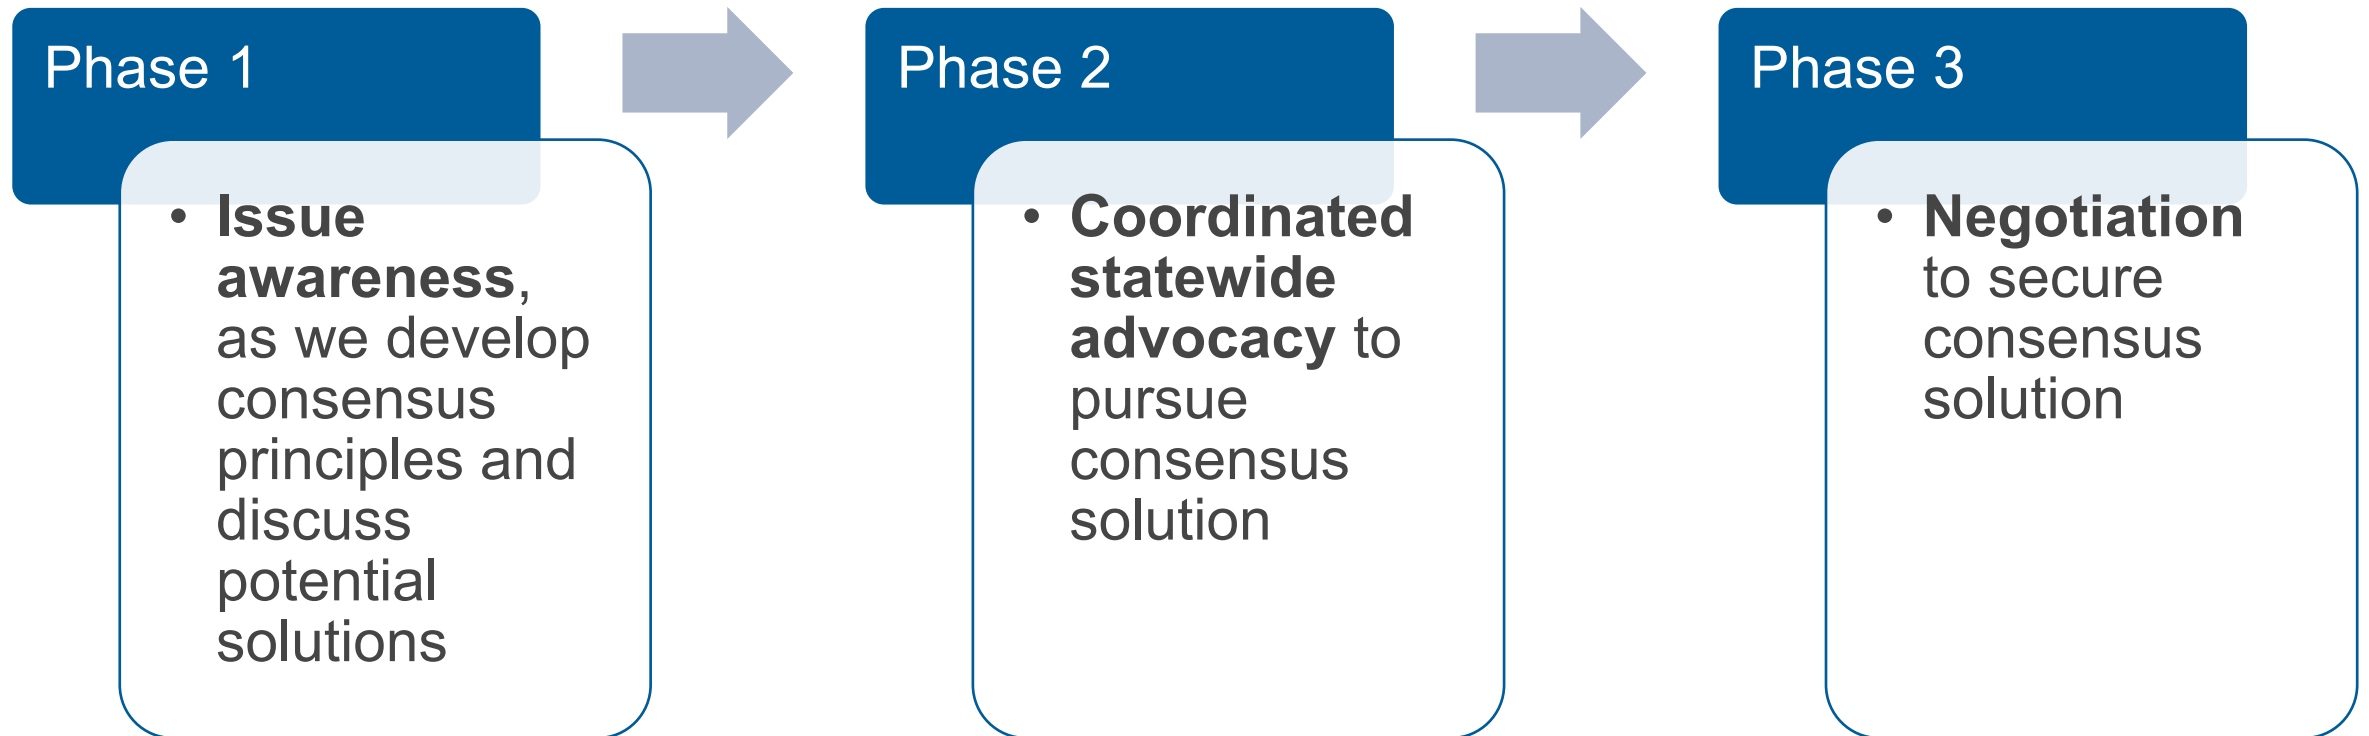 Phase 1
• Issue
awareness,
as we develop
consensus
principles and
discuss
potential
solutions
Phase 2
• Coordinated
statewide
advocacy to
pursue
consensus
solution
Phase 3
• Negotiation
to secure
consensus
solution